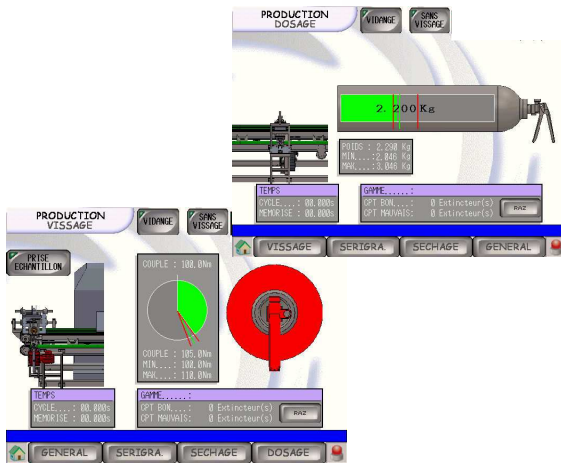 PRODUCTION
DOSAGE
VIDANGE
SANS
VISSAGE
2.200Kg
POIDS : 2.290 Kg
MIN....:2.046 Kg
MAX....:3.046 Kg
TEMPS
CYCLE....: 00.000s
MEMORISE : 00.000s
GAMME......:
CPT BON....: 0 Extincteur(s)
CPT MAUVAIS: 0 Extincteur(s)
RAZ
VISSAGE
SERIGRA.
SECHAGE
GENERAL
PRODUCTION
VISSAGE
VIDANGE
SANS
VISSAGE
PRISE
ECHANTILLON
COUPLE : 100.0Nm
COUPLE : 105.0Nm
MIN....: 100.0Nm
MAX....: 110.0Nm
TEMPS
CYCLE....: 00.000s
MEMORISE : 00.000s
GAMME......:
CPT BON....: 0 Extincteur(s)
CPT MAUVAIS: 0 Extincteur(s)
RAZ
GENERAL
SERIGRA.
SECHAGE
DOSAGE